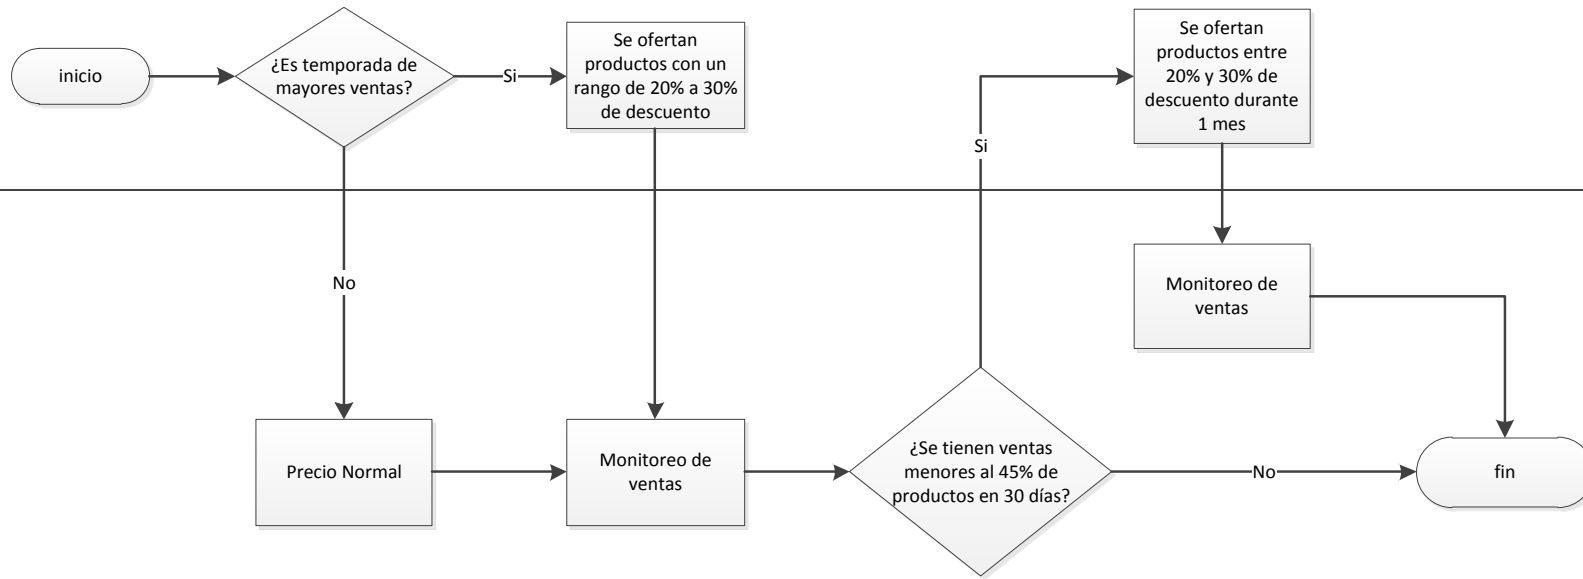 inicio
¿Es temporada de
mayores ventas?
Si
Se ofertan
productos con un
rango de 20% a 30%
de descuento
Si
Se ofertan
productos entre
20% y 30% de
descuento durante
1 mes
No
Monitoreo de
ventas
Precio Normal
Monitoreo de
ventas
¿Se tienen ventas
menores al 45% de
productos en 30 días?
No
fin